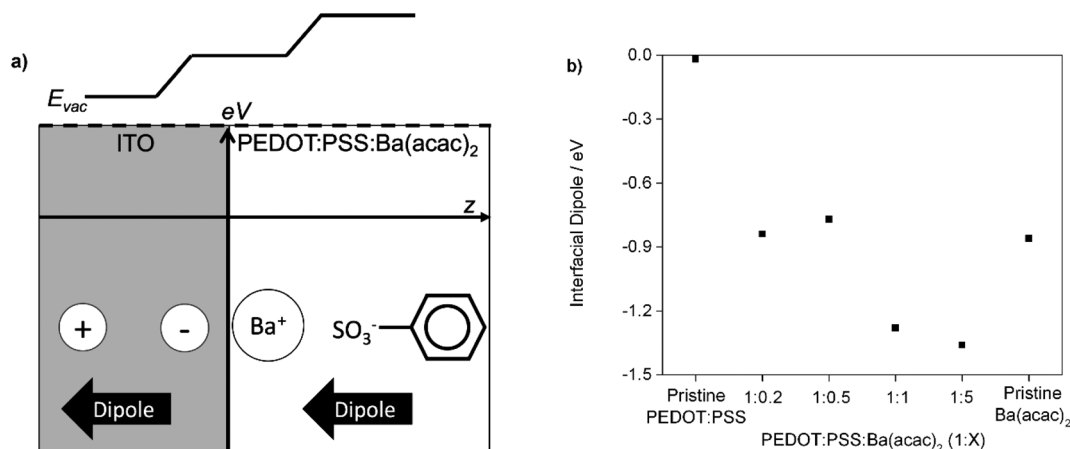 a)
E_vac
eV
ITO
PEDOT:PSS:Ba(acac)₂
z
+
-
Ba⁺
SO₃⁻
Dipole
Dipole
b)
Interfacial Dipole / eV
0.0
-0.3
-0.6
-0.9
-1.2
-1.5
Pristine
PEDOT:PSS
1:0.2
1:0.5
1:1
1:5
Pristine
Ba(acac)₂
PEDOT:PSS:Ba(acac)₂ (1:X)